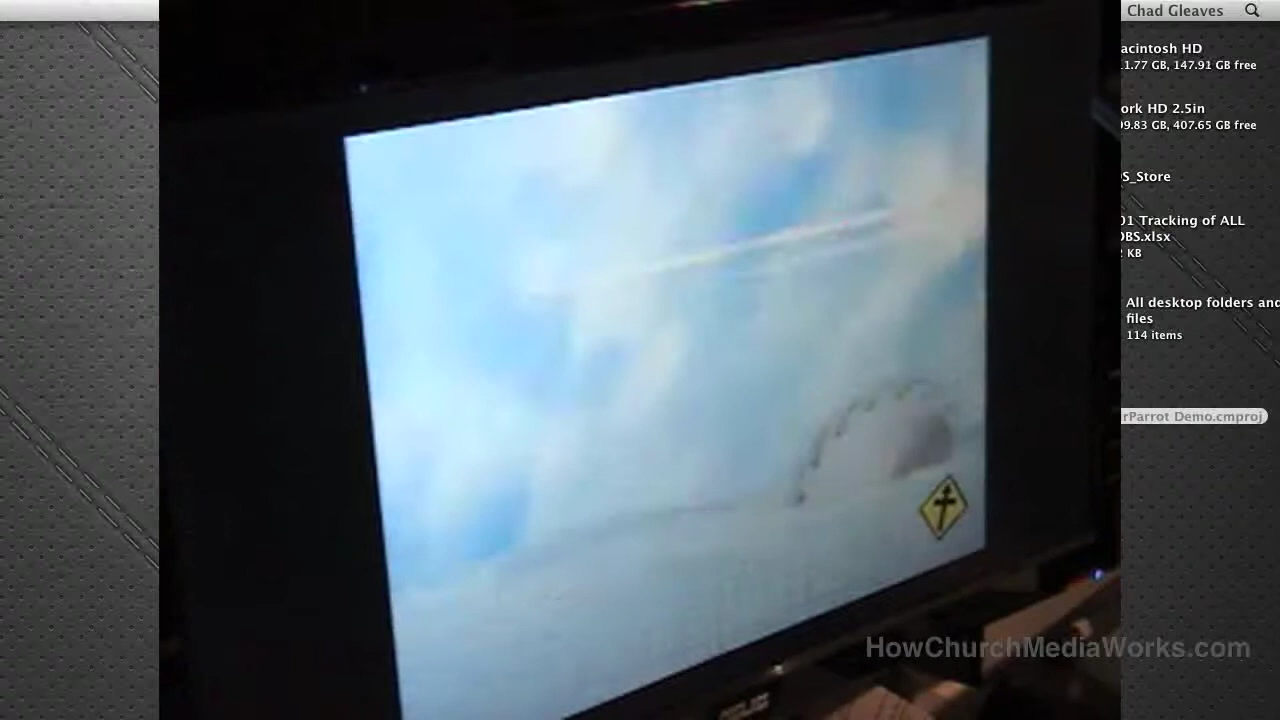 Chad Gleaves
acintosh HD
1.77 GB, 147.91 GB free
ork HD 2.5in
99.83 GB, 407.65 GB free
S_Store
01 Tracking of ALL
OBS.xlsx
KB
All desktop folders and
files
114 items
rParrot Demo.cmproj
HowChurchMediaWorks.com
ASUS